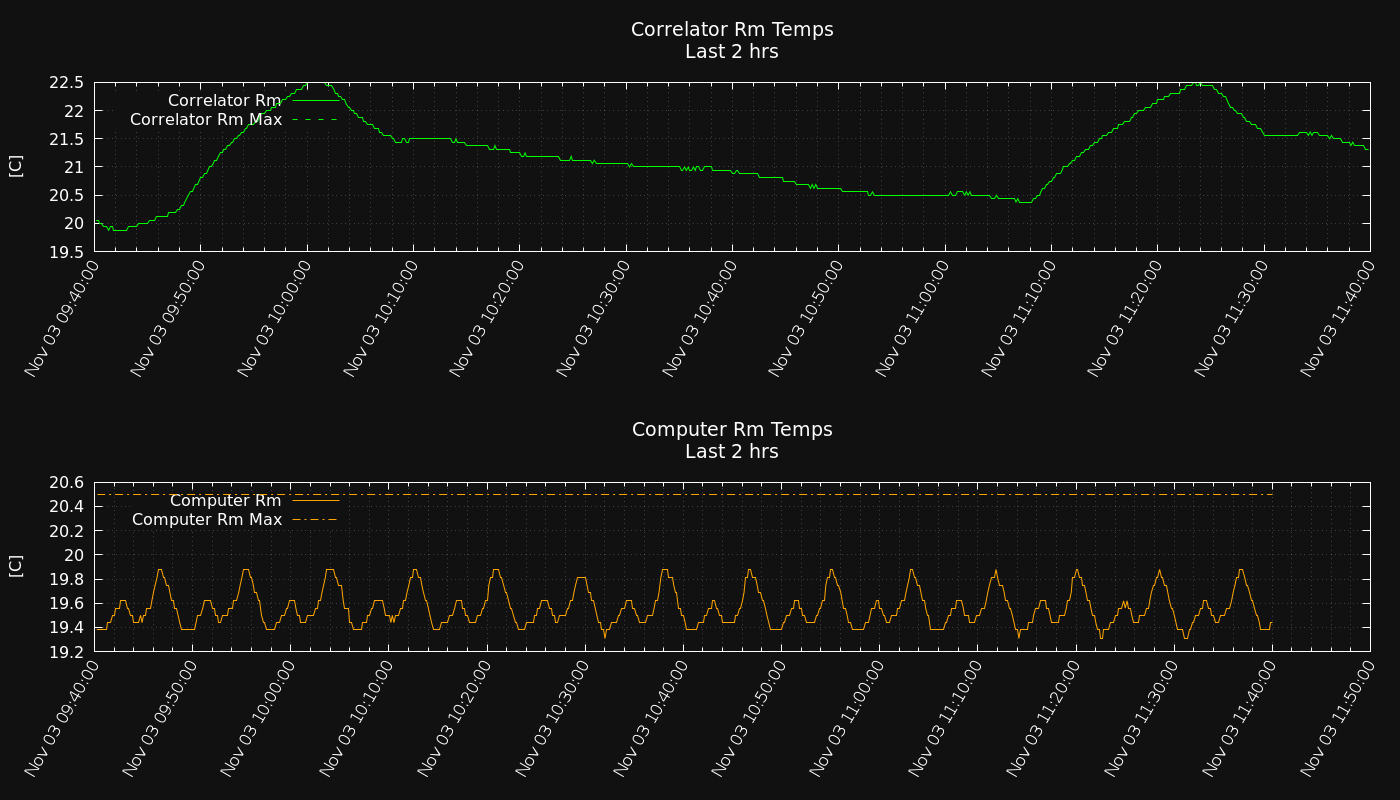 Correlator Rm Temps
Last 2 hrs
22.5
22
21.5
21
20.5
20
19.5
[C]
Correlator Rm
Correlator Rm Max
Nov 03 09:40:00
Nov 03 09:50:00
Nov 03 10:00:00
Nov 03 10:10:00
Nov 03 10:20:00
Nov 03 10:30:00
Nov 03 10:40:00
Nov 03 10:50:00
Nov 03 11:00:00
Nov 03 11:10:00
Nov 03 11:20:00
Nov 03 11:30:00
Nov 03 11:40:00
Computer Rm Temps
Last 2 hrs
20.6
20.4
20.2
20
19.8
19.6
19.4
19.2
[C]
Computer Rm
Computer Rm Max
Nov 03 09:40:00
Nov 03 09:50:00
Nov 03 10:00:00
Nov 03 10:10:00
Nov 03 10:20:00
Nov 03 10:30:00
Nov 03 10:40:00
Nov 03 10:50:00
Nov 03 11:00:00
Nov 03 11:10:00
Nov 03 11:20:00
Nov 03 11:30:00
Nov 03 11:40:00
Nov 03 11:50:00